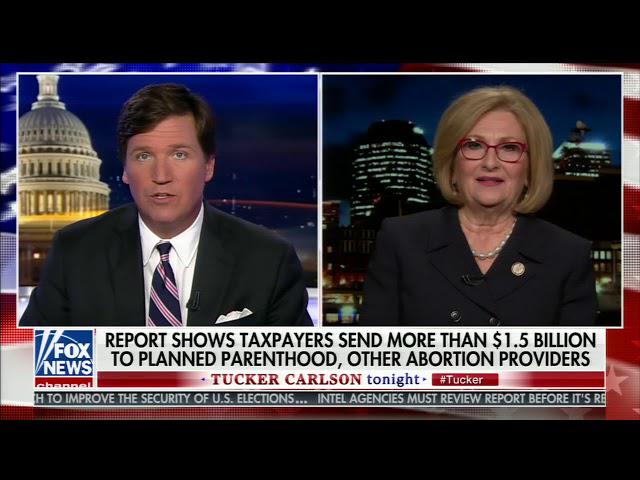 REPORT SHOWS TAXPAYERS SEND MORE THAN $1.5 BILLION
TO PLANNED PARENTHOOD, OTHER ABORTION PROVIDERS
FOX
NEWS
channel
TUCKER CARLSON tonight
#Tucker
TO IMPROVE THE SECURITY OF U.S. ELECTIONS... INTEL AGENCIES MUST REVIEW REPORT BEFORE IT'S